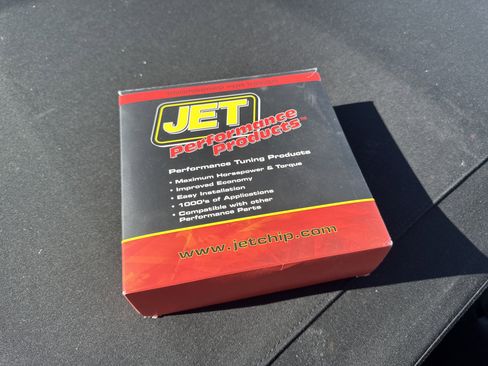 JET
Performance
Products™
Performance Tuning Products
• Maximum Horsepower & Torque
• Improved Economy
• Easy Installation
• 1000's of Applications
• Compatible with other
Performance Parts
www.jetchip.com